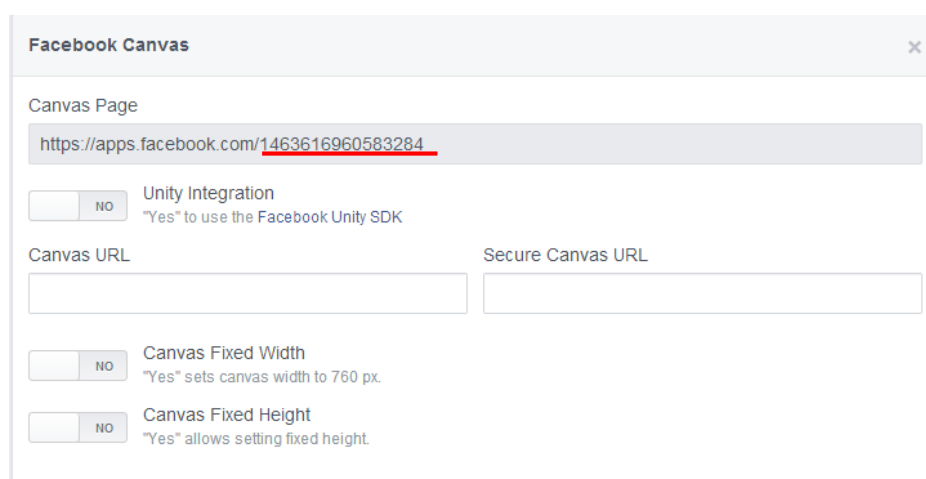 Facebook Canvas
×
Canvas Page
https://apps.facebook.com/1463616960583284
NO
Unity Integration
"Yes" to use the Facebook Unity SDK
Canvas URL
Secure Canvas URL
NO
Canvas Fixed Width
"Yes" sets canvas width to 760 px.
NO
Canvas Fixed Height
"Yes" allows setting fixed height.